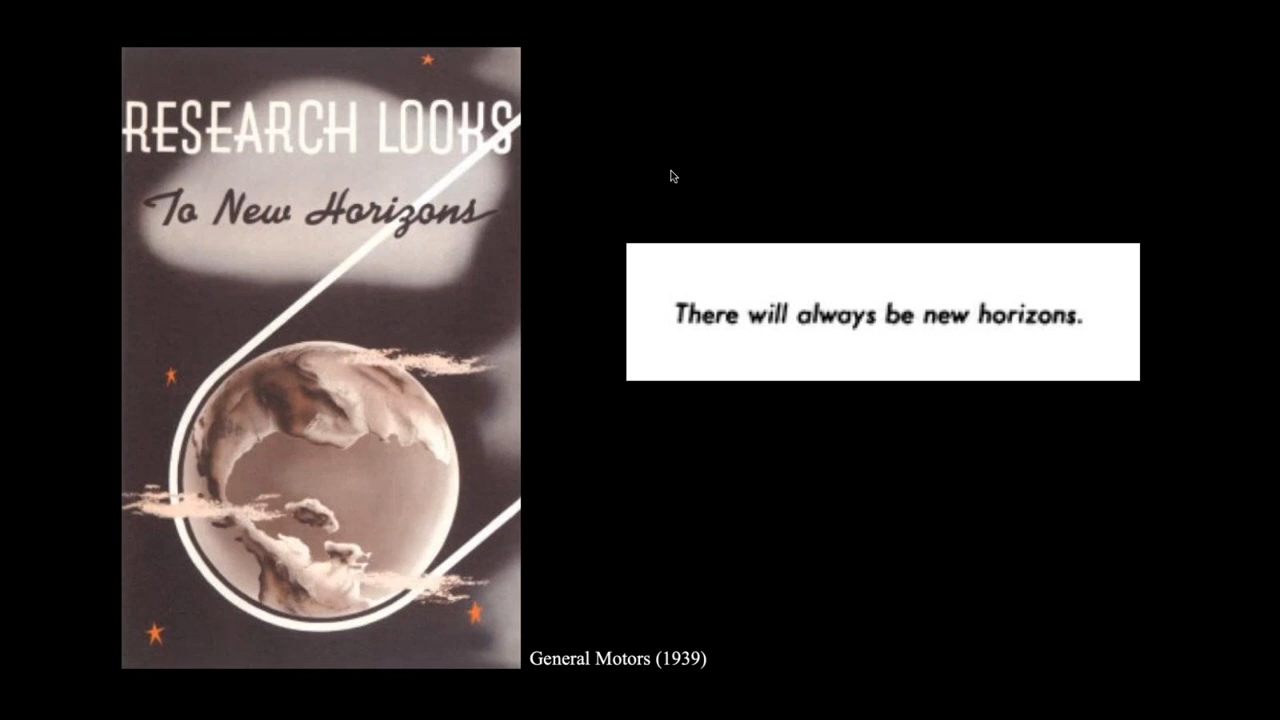 RESEARCH LOOKS
To New Horizons
There will always be new horizons.
General Motors (1939)